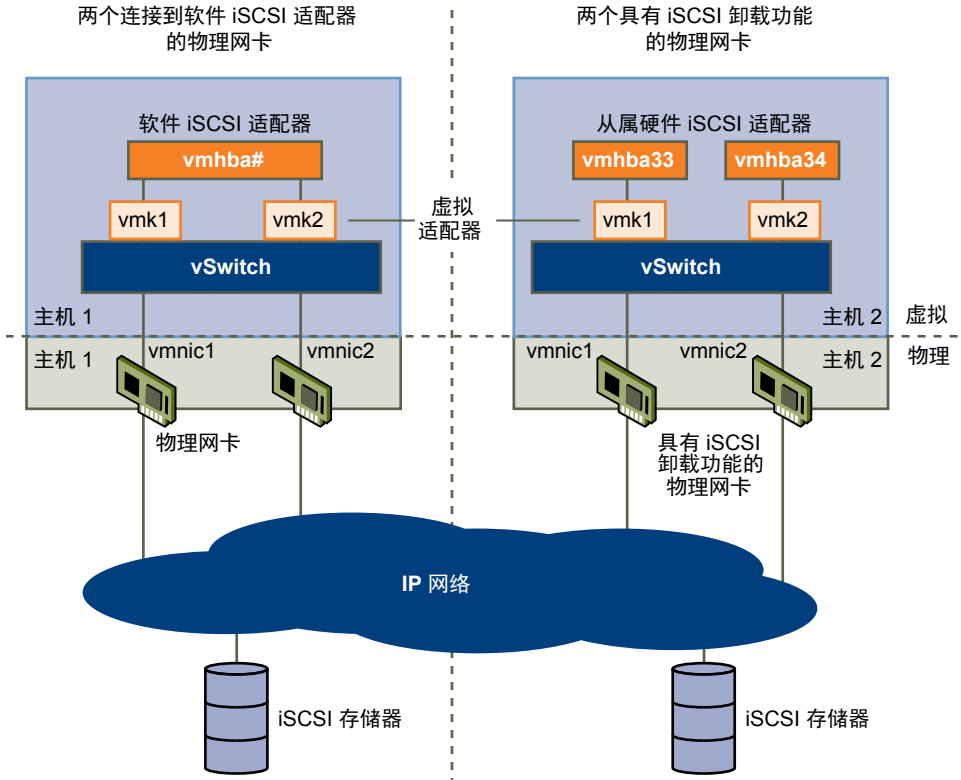 两个连接到软件 iSCSI 适配器
的物理网卡
两个具有 iSCSI 卸载功能
的物理网卡
软件 iSCSI 适配器
从属硬件 iSCSI 适配器
vmhba#
vmhba33
vmhba34
vmk1
vmk2
虚拟
适配器
vmk1
vmk2
vSwitch
vSwitch
主机 1
主机 2
虚拟
主机 1
vmnic1
vmnic2
vmnic1
vmnic2
主机 2
物理
物理网卡
具有 iSCSI
卸载功能的
物理网卡
IP 网络
iSCSI 存储器
iSCSI 存储器